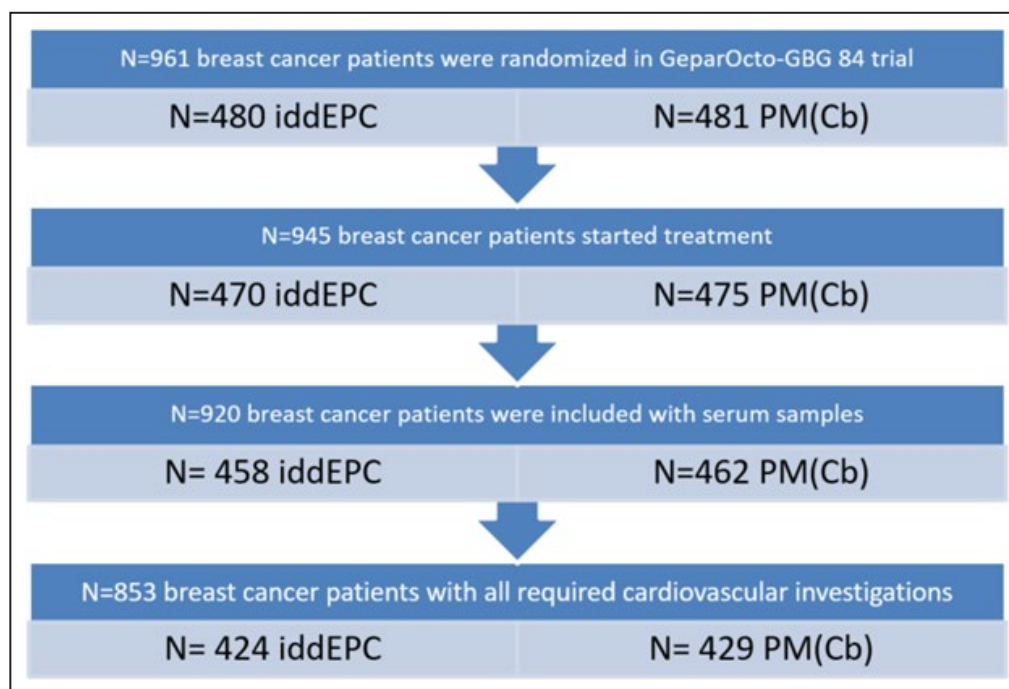 N=961 breast cancer patients were randomized in GeparOcto-GBG 84 trial
N=480 iddEPC
N=481 PM(Cb)
N=945 breast cancer patients started treatment
N=470 iddEPC
N=475 PM(Cb)
N=920 breast cancer patients were included with serum samples
N= 458 iddEPC
N=462 PM(Cb)
N=853 breast cancer patients with all required cardiovascular investigations
N= 424 iddEPC
N= 429 PM(Cb)